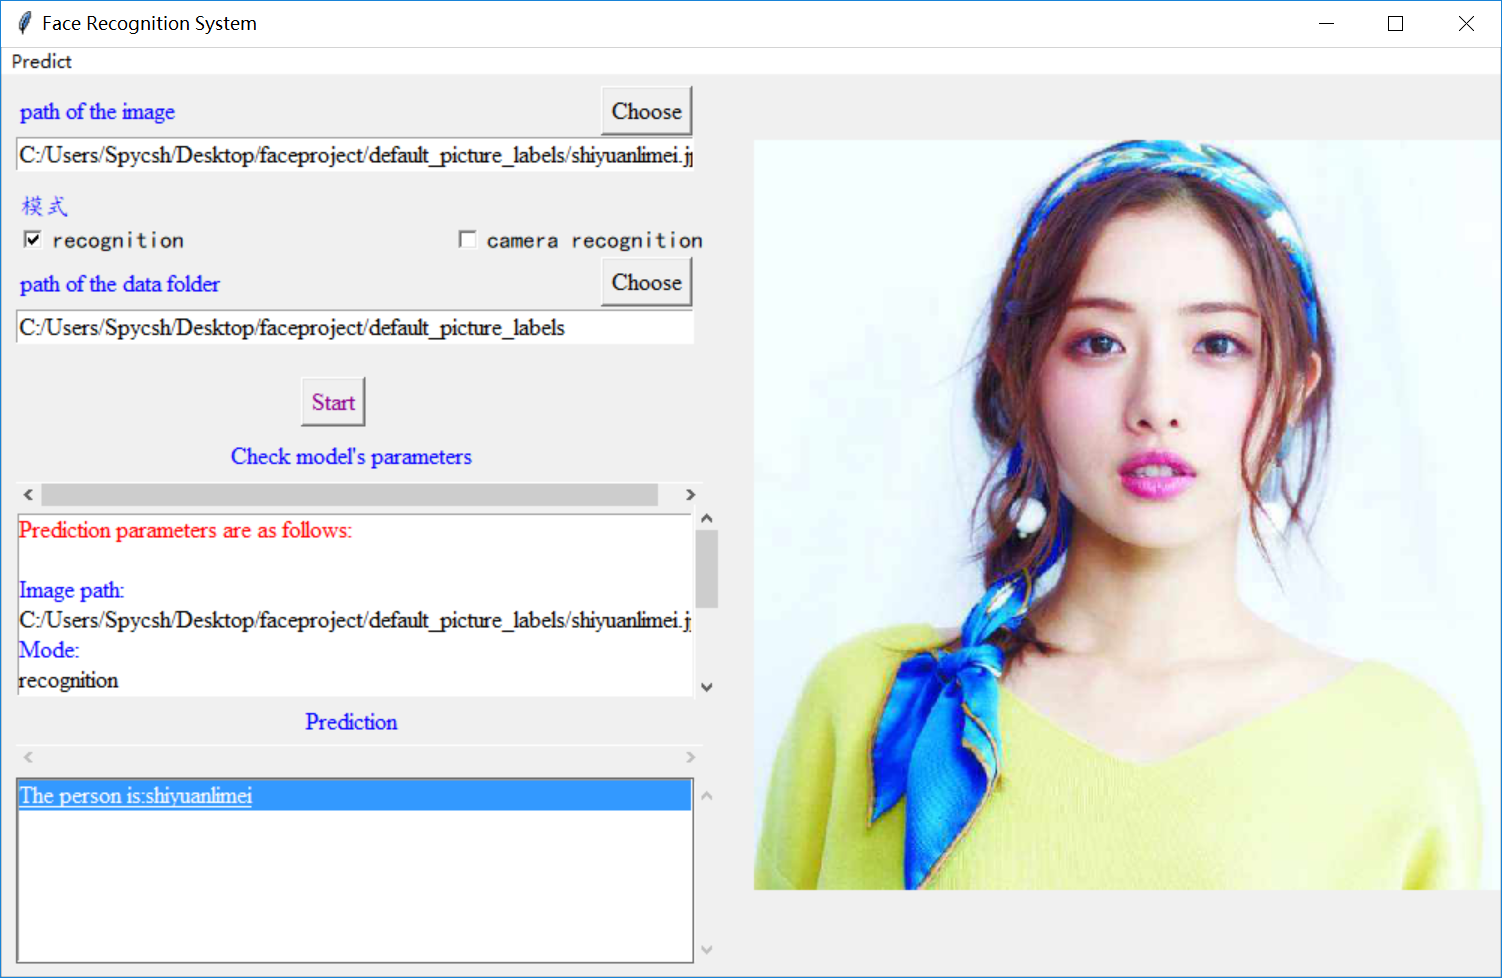 Face Recognition System
Predict
path of the image
Choose
C:/Users/Spycsh/Desktop/faceproject/default_picture_labels/shiyuanlimei.j
模式
recognition
camera recognition
path of the data folder
Choose
C:/Users/Spycsh/Desktop/faceproject/default_picture_labels
Start
Check model's parameters
Prediction parameters are as follows:
Image path:
C:/Users/Spycsh/Desktop/faceproject/default_picture_labels/shiyuanlimei.j
Mode:
recognition
Prediction
The person is:shiyuanlimei